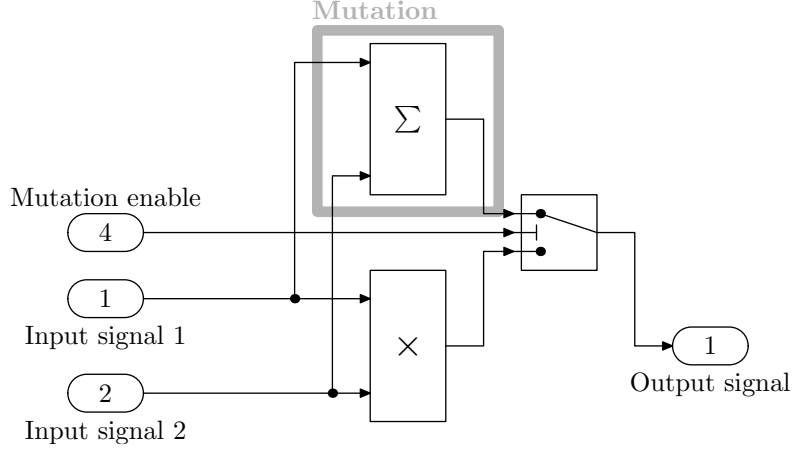 Mutation
Σ
Mutation enable
4
1
Input signal 1
×
1
Output signal
2
Input signal 2